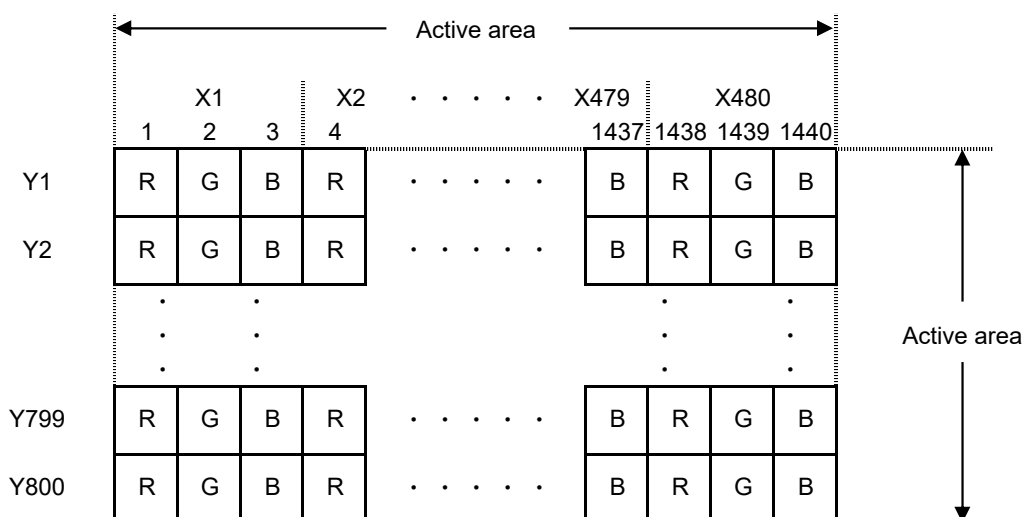 Active area
X1 X2 · · · · · X479 X480
1 2 3 4 1437 1438 1439 1440
Y1 R G B R · · · · · B R G B
Y2 R G B R · · · · · B R G B
· · · ·
· · · ·
Active area
· · · ·
Y799 R G B R · · · · · B R G B
Y800 R G B R · · · · · B R G B